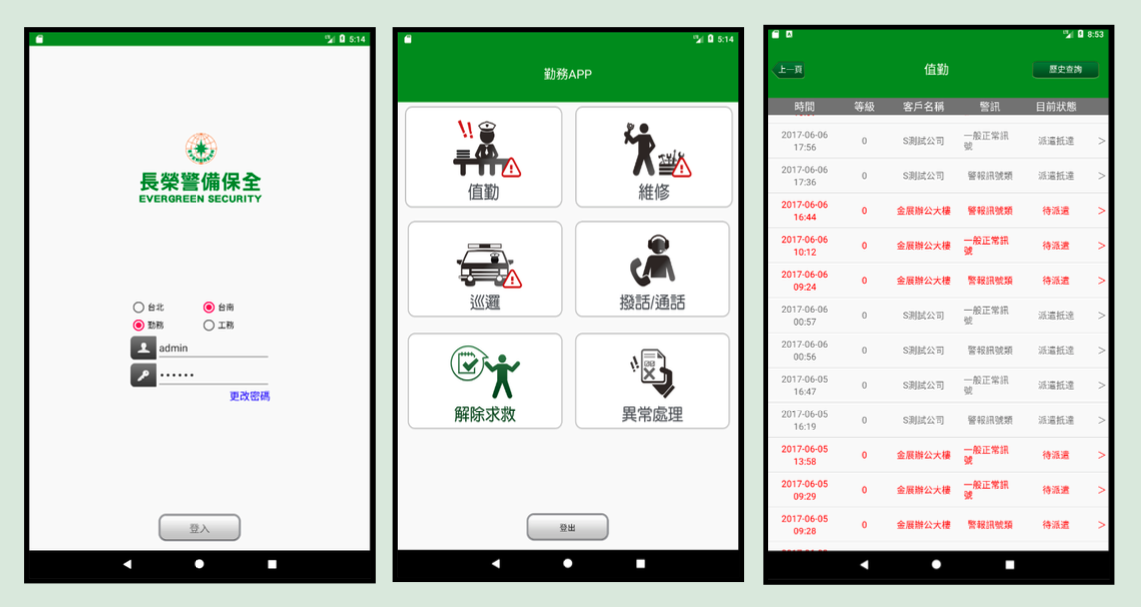 5:14
長榮警備保全
EVERGREEN SECURITY
台北 台南
勤務 工務
admin
••••••
更改密碼
登入
5:14
勤務APP
值勤 維修
巡邏 撥話/通話
解除求救 異常處理
登出
8:53
上一頁 值勤 歷史查詢
時間 等級 客戶名稱 警訊 目前狀態
2017-06-06 17:56 0 S測試公司 一般正常訊號 派遣抵達 >
2017-06-06 17:36 0 S測試公司 警報訊號類 派遣抵達 >
2017-06-06 16:44 0 金展辦公大樓 警報訊號類 待派遣 >
2017-06-06 10:12 0 金展辦公大樓 一般正常訊號 待派遣 >
2017-06-06 09:24 0 金展辦公大樓 警報訊號類 待派遣 >
2017-06-06 00:57 0 S測試公司 一般正常訊號 派遣抵達 >
2017-06-06 00:56 0 S測試公司 警報訊號類 派遣抵達 >
2017-06-05 16:47 0 S測試公司 一般正常訊號 派遣抵達 >
2017-06-05 16:19 0 S測試公司 警報訊號類 派遣抵達 >
2017-06-05 13:58 0 金展辦公大樓 一般正常訊號 待派遣 >
2017-06-05 09:29 0 金展辦公大樓 一般正常訊號 待派遣 >
2017-06-05 09:28 0 金展辦公大樓 警報訊號類 待派遣 >